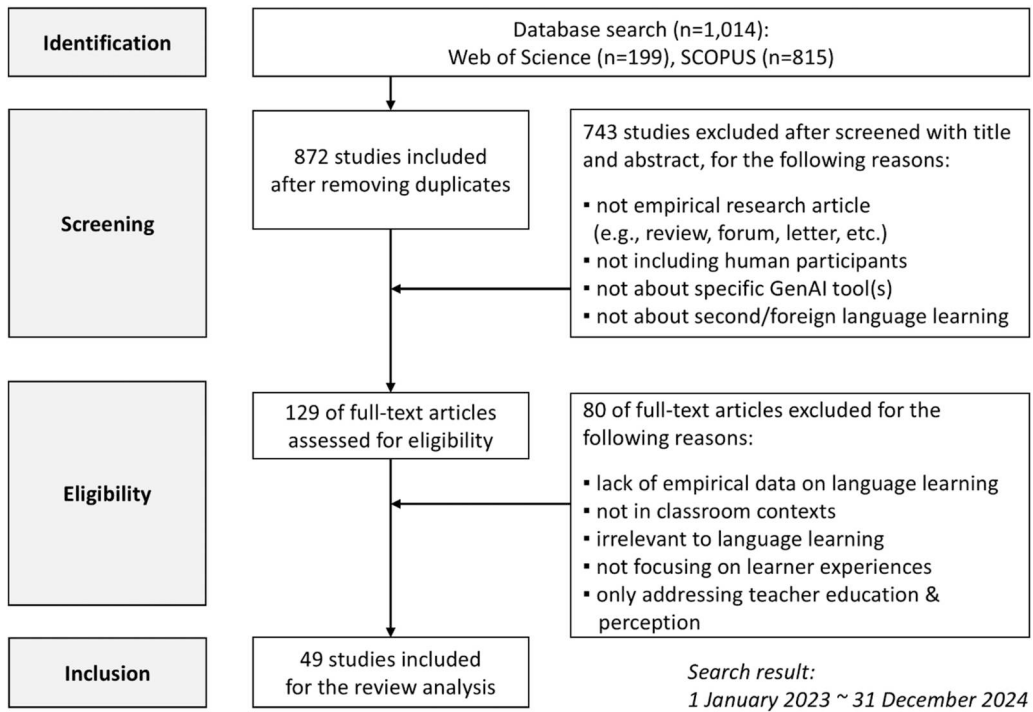 Identification
Database search (n=1,014):
Web of Science (n=199), SCOPUS (n=815)
Screening
872 studies included
after removing duplicates
743 studies excluded after screened with title
and abstract, for the following reasons:
▪ not empirical research article
(e.g., review, forum, letter, etc.)
▪ not including human participants
▪ not about specific GenAI tool(s)
▪ not about second/foreign language learning
Eligibility
129 of full-text articles
assessed for eligibility
80 of full-text articles excluded for the
following reasons:
▪ lack of empirical data on language learning
▪ not in classroom contexts
▪ irrelevant to language learning
▪ not focusing on learner experiences
▪ only addressing teacher education &
perception
Inclusion
49 studies included
for the review analysis
Search result:
1 January 2023 ~ 31 December 2024